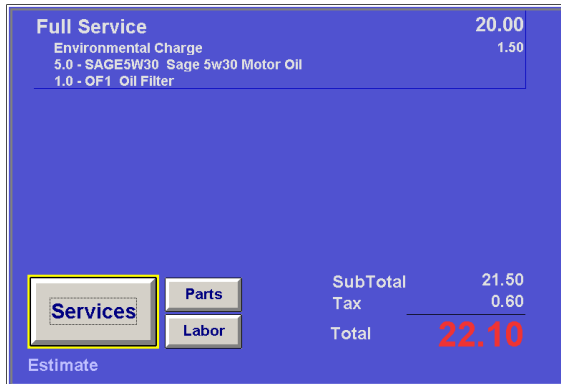 Full Service 20.00
Environmental Charge 1.50
5.0 - SAGE5W30 Sage 5w30 Motor Oil
1.0 - OF1 Oil Filter
Services
Parts
Labor
SubTotal 21.50
Tax 0.60
Total 22.10
Estimate